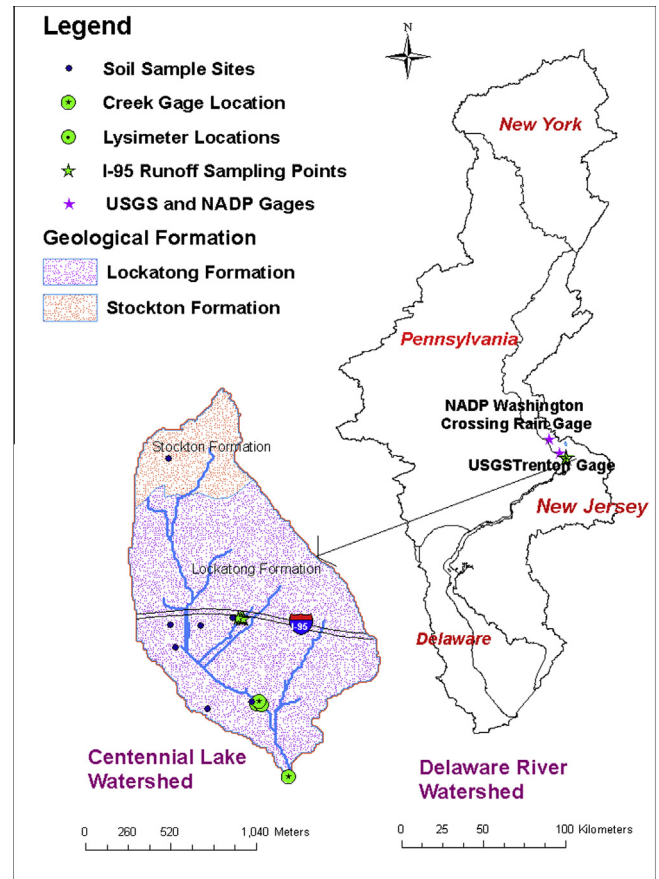 Legend
Soil Sample Sites
Creek Gage Location
Lysimeter Locations
I-95 Runoff Sampling Points
USGS and NADP Gages
Geological Formation
Lockatong Formation
Stockton Formation
New York
Pennsylvania
NADP Washington
Crossing Rain Gage
USGSTrenton Gage
New Jersey
Delaware
Stockton Formation
Lockatong Formation
95
Centennial Lake
Watershed
Delaware River
Watershed
0 260 520 1,040 Meters
0 25 50 100 Kilometers